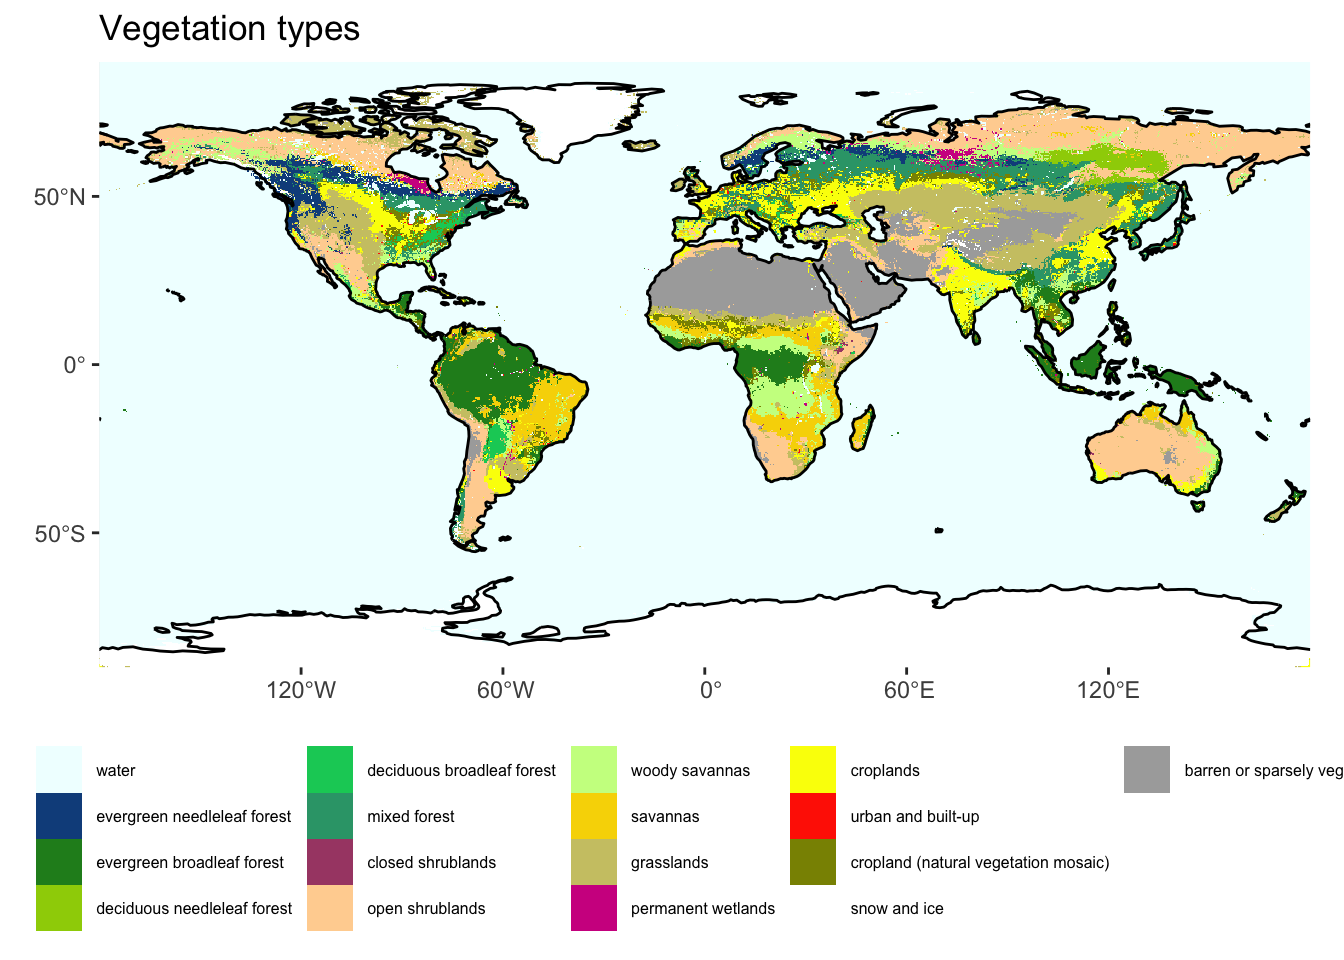 Vegetation types
50°N
0°
50°S
120°W 60°W 0° 60°E 120°E
water
evergreen needleleaf forest
evergreen broadleaf forest
deciduous needleleaf forest
deciduous broadleaf forest
mixed forest
closed shrublands
open shrublands
woody savannas
savannas
grasslands
permanent wetlands
croplands
urban and built-up
cropland (natural vegetation mosaic)
snow and ice
barren or sparsely veg